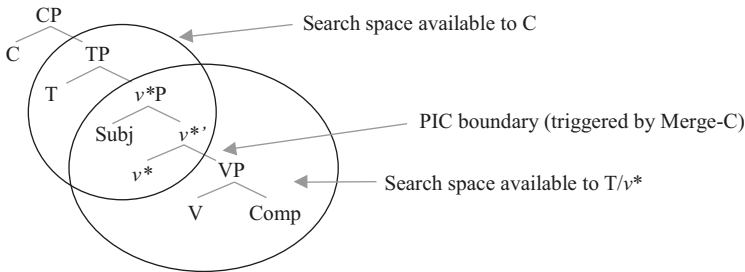 CP
Search space available to C
C TP
T v*P
Subj v*’
PIC boundary (triggered by Merge-C)
v* VP
Search space available to T/v*
V Comp